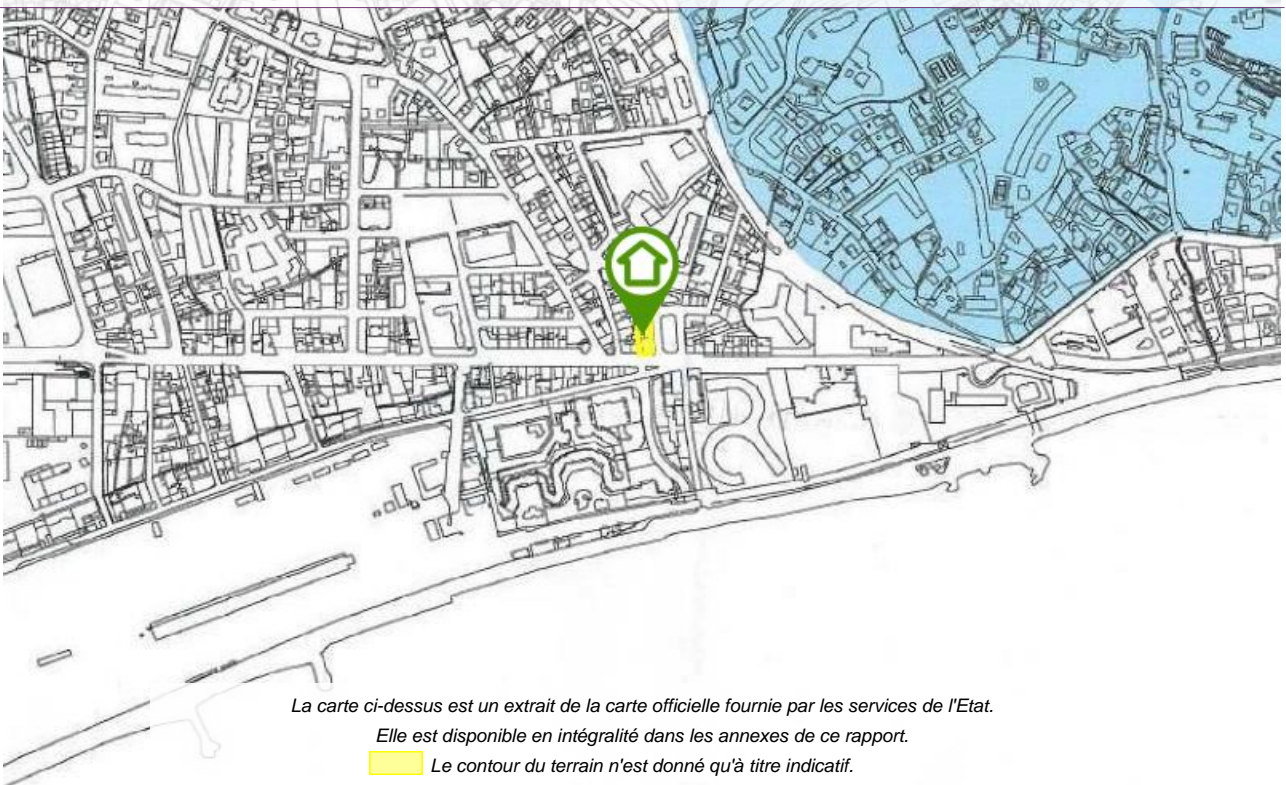 La carte ci-dessus est un extrait de la carte officielle fournie par les services de l'Etat.
Elle est disponible en intégralité dans les annexes de ce rapport.
Le contour du terrain n'est donné qu'à titre indicatif.